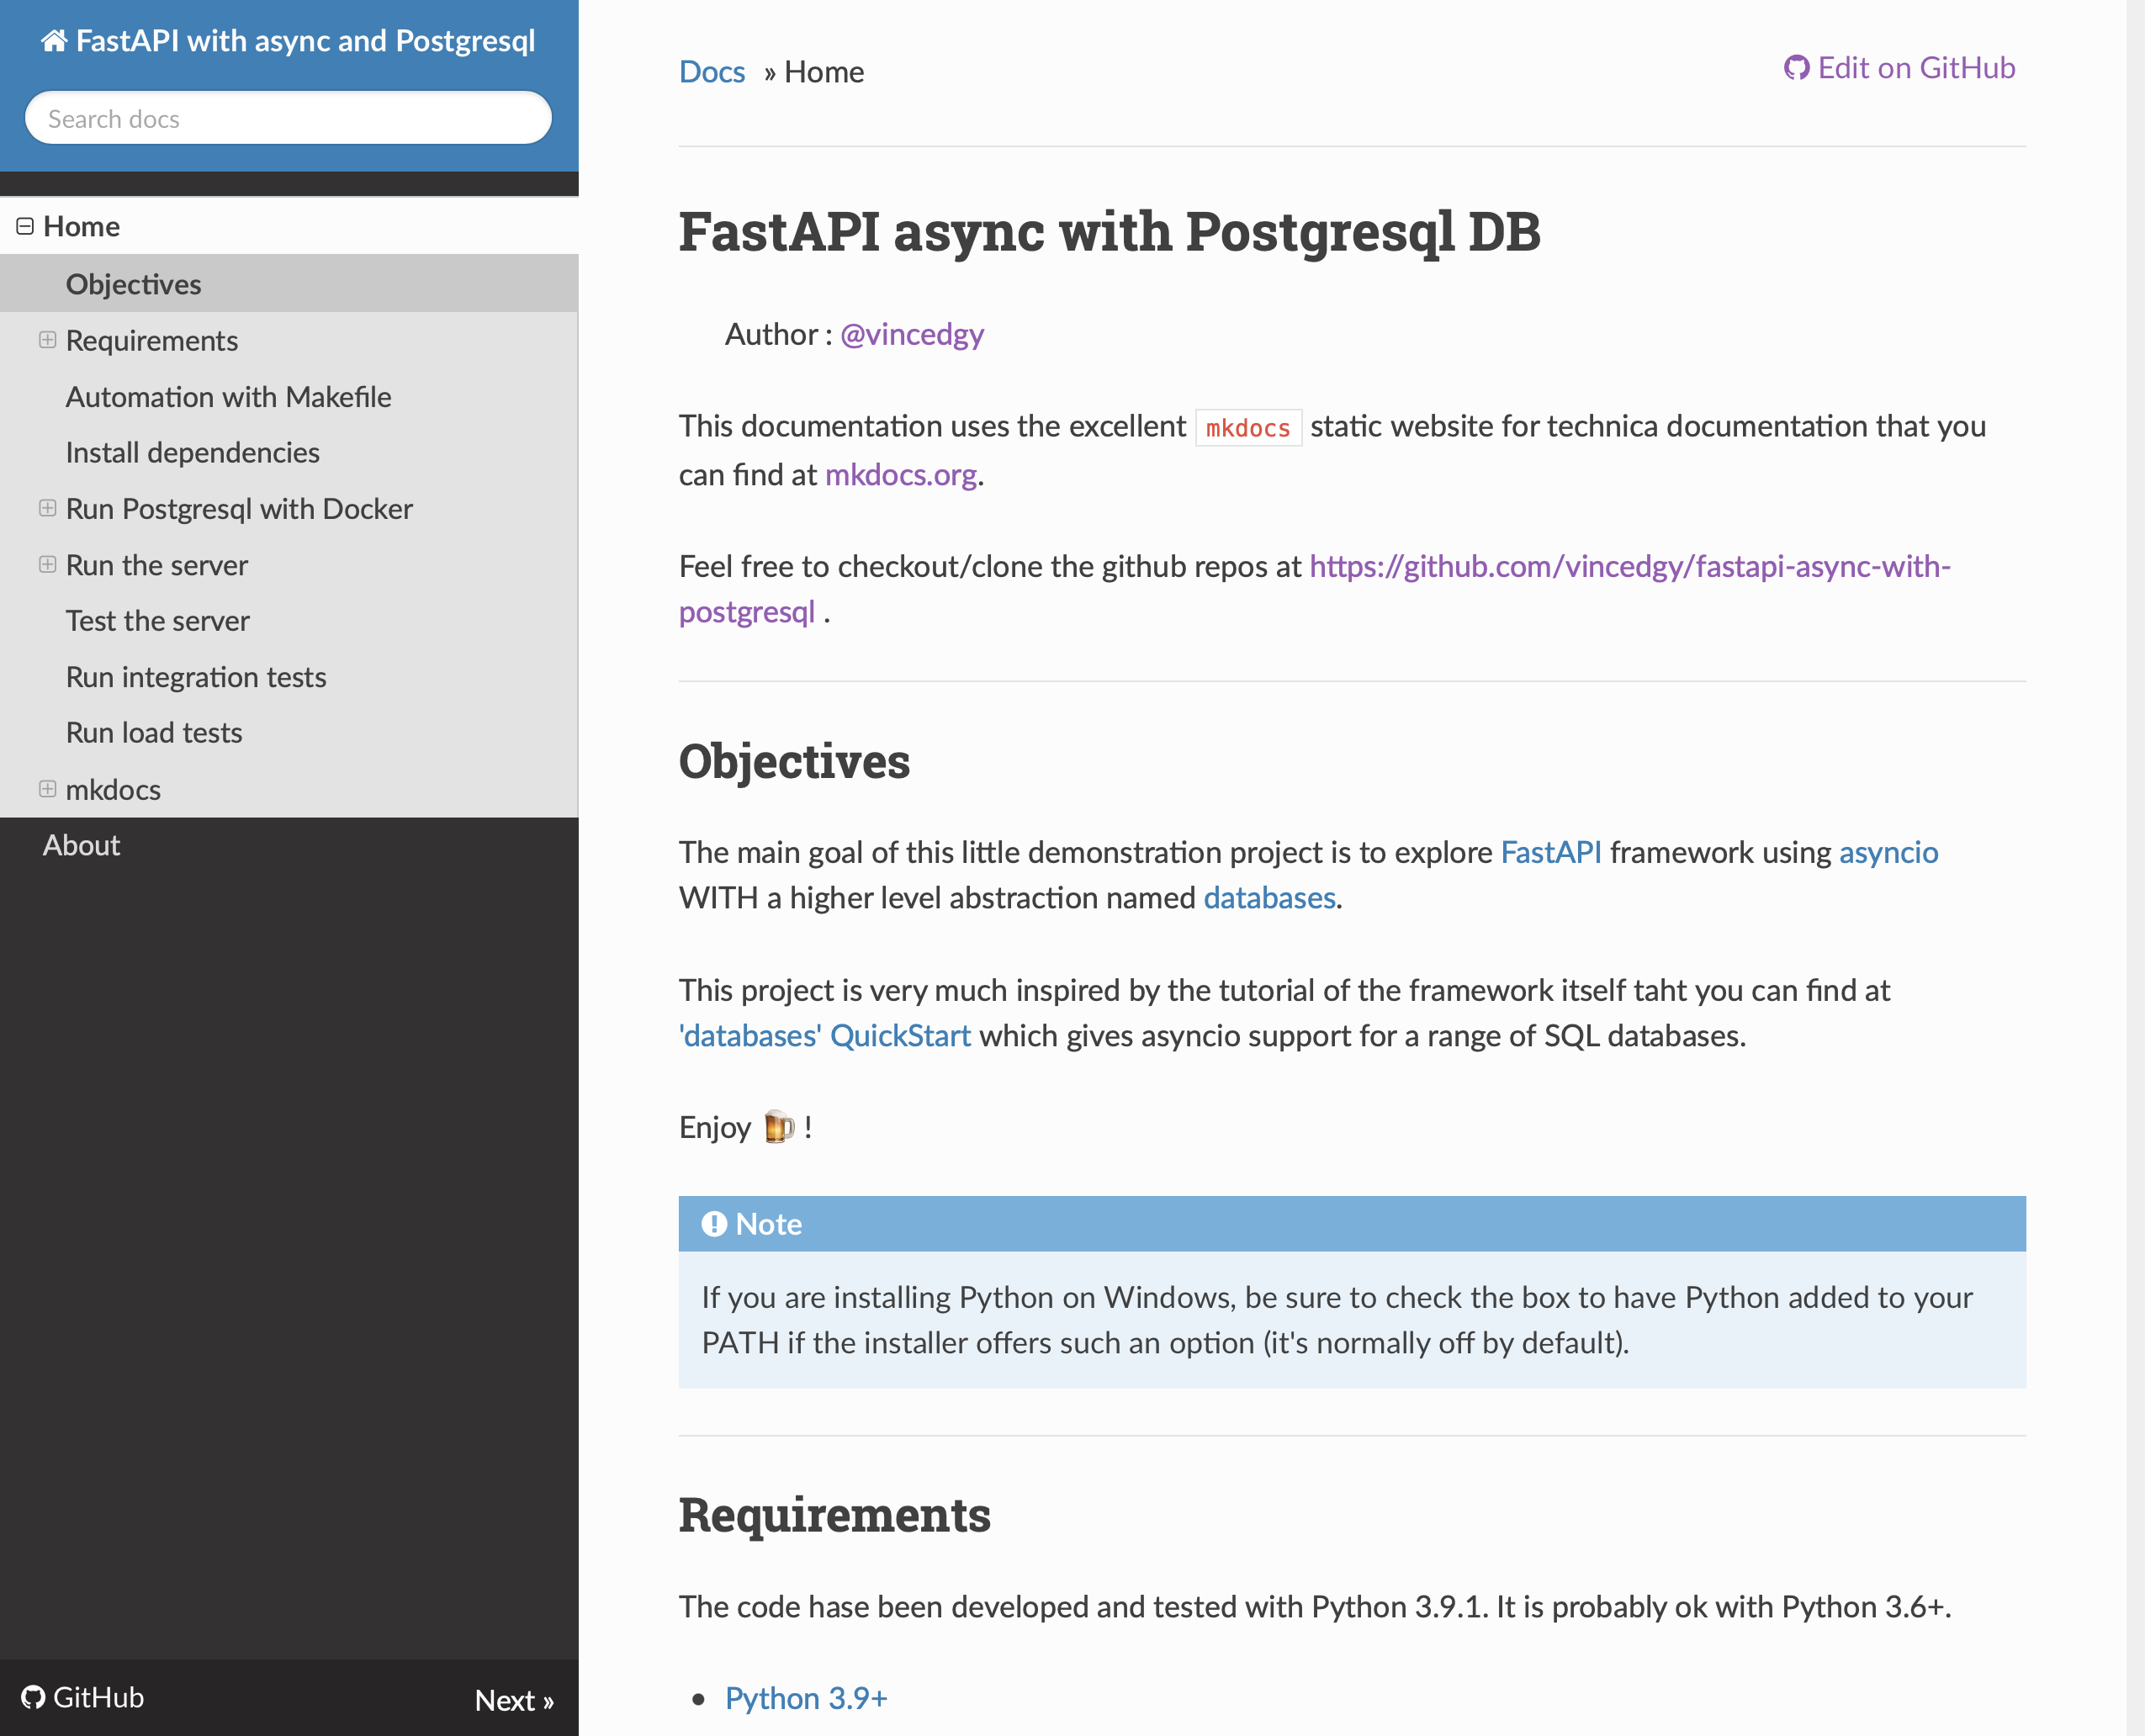 FastAPI with async and Postgresql
Search docs
Home
Objectives
Requirements
Automation with Makefile
Install dependencies
Run Postgresql with Docker
Run the server
Test the server
Run integration tests
Run load tests
mkdocs
About
GitHub
Next »
Docs » Home
Edit on GitHub
FastAPI async with Postgresql DB
Author : @vincedgy
This documentation uses the excellent mkdocs static website for technica documentation that you
can find at mkdocs.org.
Feel free to checkout/clone the github repos at https://github.com/vincedgy/fastapi-async-with-
postgresql .
Objectives
The main goal of this little demonstration project is to explore FastAPI framework using asyncio
WITH a higher level abstraction named databases.
This project is very much inspired by the tutorial of the framework itself taht you can find at
'databases' QuickStart which gives asyncio support for a range of SQL databases.
Enjoy 🍺 !
Note
If you are installing Python on Windows, be sure to check the box to have Python added to your
PATH if the installer offers such an option (it's normally off by default).
Requirements
The code hase been developed and tested with Python 3.9.1. It is probably ok with Python 3.6+.
• Python 3.9+